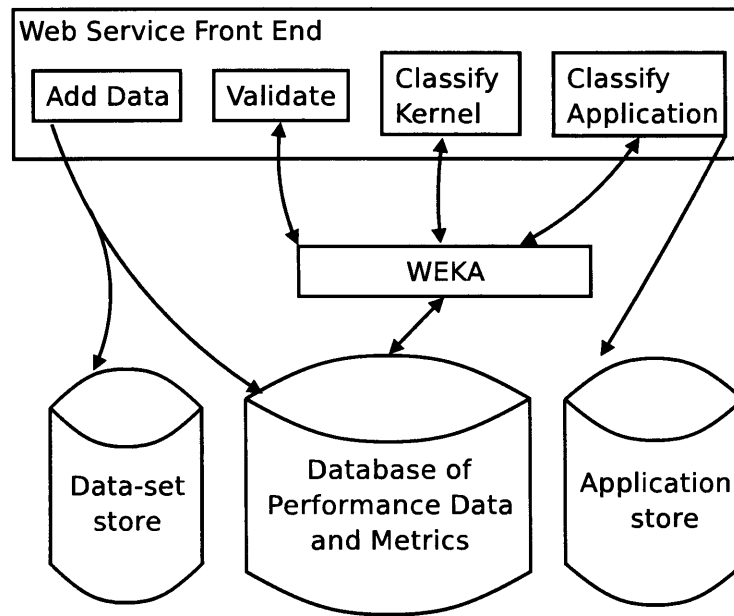 Web Service Front End
Add Data
Validate
Classify
Kernel
Classify
Application
WEKA
Data-set
store
Database of
Performance Data
and Metrics
Application
store